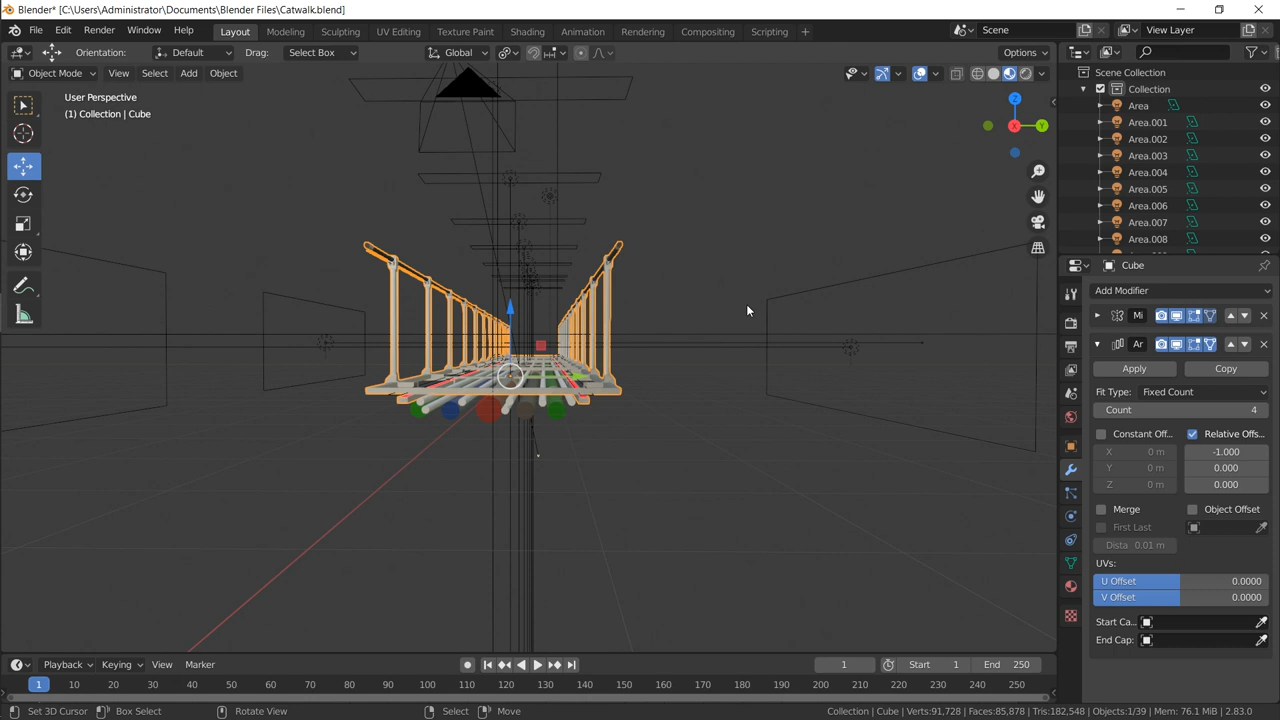 Blender* [C:\Users\Administrator\Documents\Blender Files\Catwalk.blend]
File Edit Render Window Help Layout Modeling Sculpting UV Editing Texture Paint Shading Animation Rendering Compositing Scripting + Scene View Layer
Orientation: Default Drag: Select Box Global Options
Object Mode View Select Add Object
User Perspective
(1) Collection | Cube
Z
X Y
Scene Collection
Collection
Area
Area.001
Area.002
Area.003
Area.004
Area.005
Area.006
Area.007
Area.008
Cube
Add Modifier
Mi
Ar
Apply Copy
Fit Type: Fixed Count
Count 4
Constant Off... Relative Offs...
X 0 m -1.000
Y 0 m 0.000
Z 0 m 0.000
Merge Object Offset
First Last
Dista 0.01 m
UVs:
U Offset 0.0000
V Offset 0.0000
Start Ca...
End Cap:
Playback Keying View Marker 1 Start 1 End 250
1 10 20 30 40 50 60 70 80 90 100 110 120 130 140 150 160 170 180 190 200 210 220 230 240 250
Set 3D Cursor Box Select Rotate View Select Move Collection | Cube | Verts:91,728 | Faces:85,878 | Tris:182,548 | Objects:1/39 | Mem: 76.1 MiB | 2.83.0